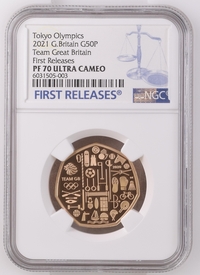 Tokyo Olympics
2021 G.Britain G50P
Team Great Britain
First Releases
PF 70 ULTRA CAMEO
6031505-003
FIRST RELEASES®
NGC
TEAM GB